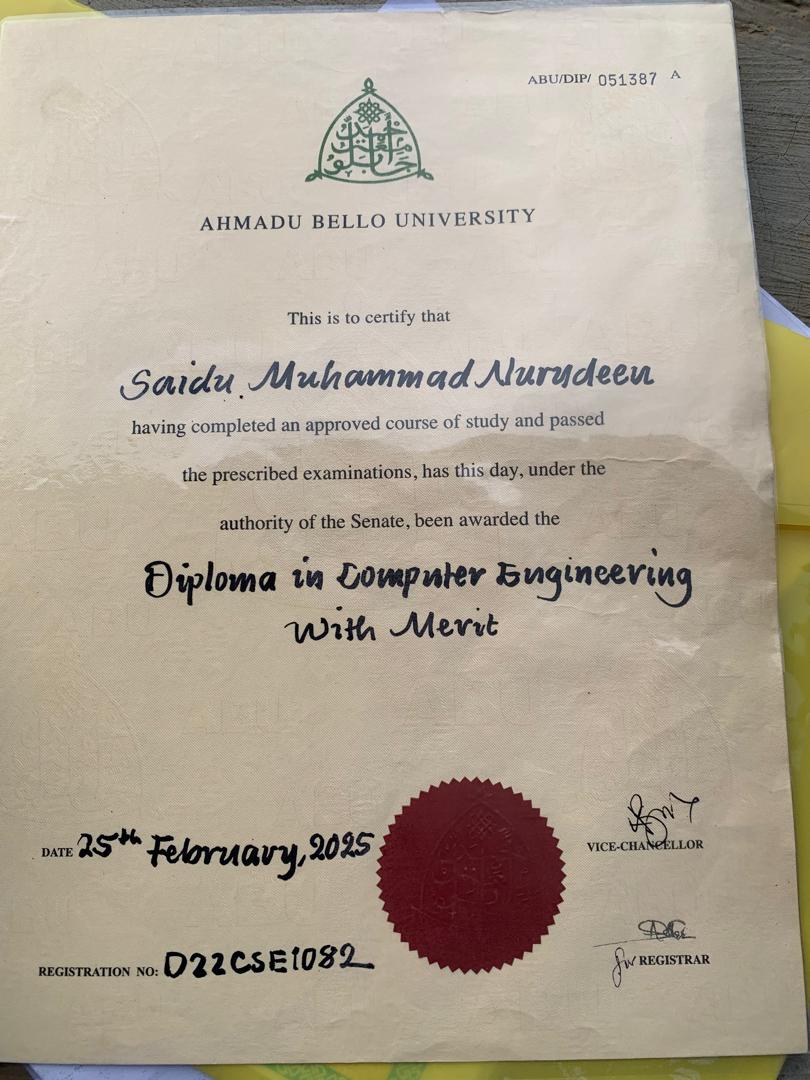 ABU/DIP/ 051387 A
AHMADU BELLO UNIVERSITY
This is to certify that
Saidu Muhammad Nurudeen
having completed an approved course of study and passed
the prescribed examinations, has this day, under the
authority of the Senate, been awarded the
Diploma in Computer Engineering
With Merit
DATE 25th February, 2025
VICE-CHANCELLOR
REGISTRATION NO: D22CSE1082
for REGISTRAR